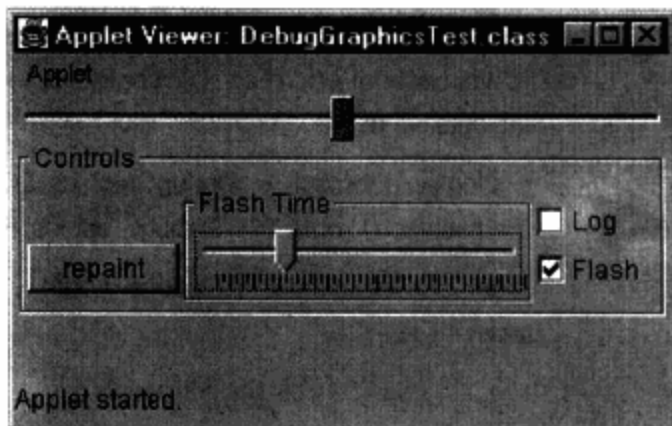 Applet Viewer: DebugGraphicsTest.class
Applet
Controls
Flash Time
Log
repaint
Flash
Applet started.